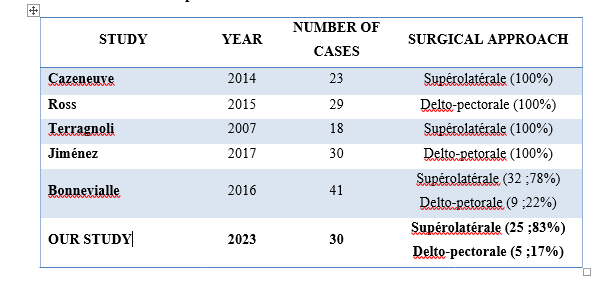 STUDY YEAR NUMBER OF CASES SURGICAL APPROACH
Cazeneuve 2014 23 Supérolatérale (100%)
Ross 2015 29 Delto-pectorale (100%)
Terragnoli 2007 18 Supérolatérale (100%)
Jiménez 2017 30 Delto-petorale (100%)
Bonnevialle 2016 41 Supérolatérale (32 ;78%)
Delto-petorale (9 ;22%)
OUR STUDY 2023 30 Supérolatérale (25 ;83%)
Delto-pectorale (5 ;17%)